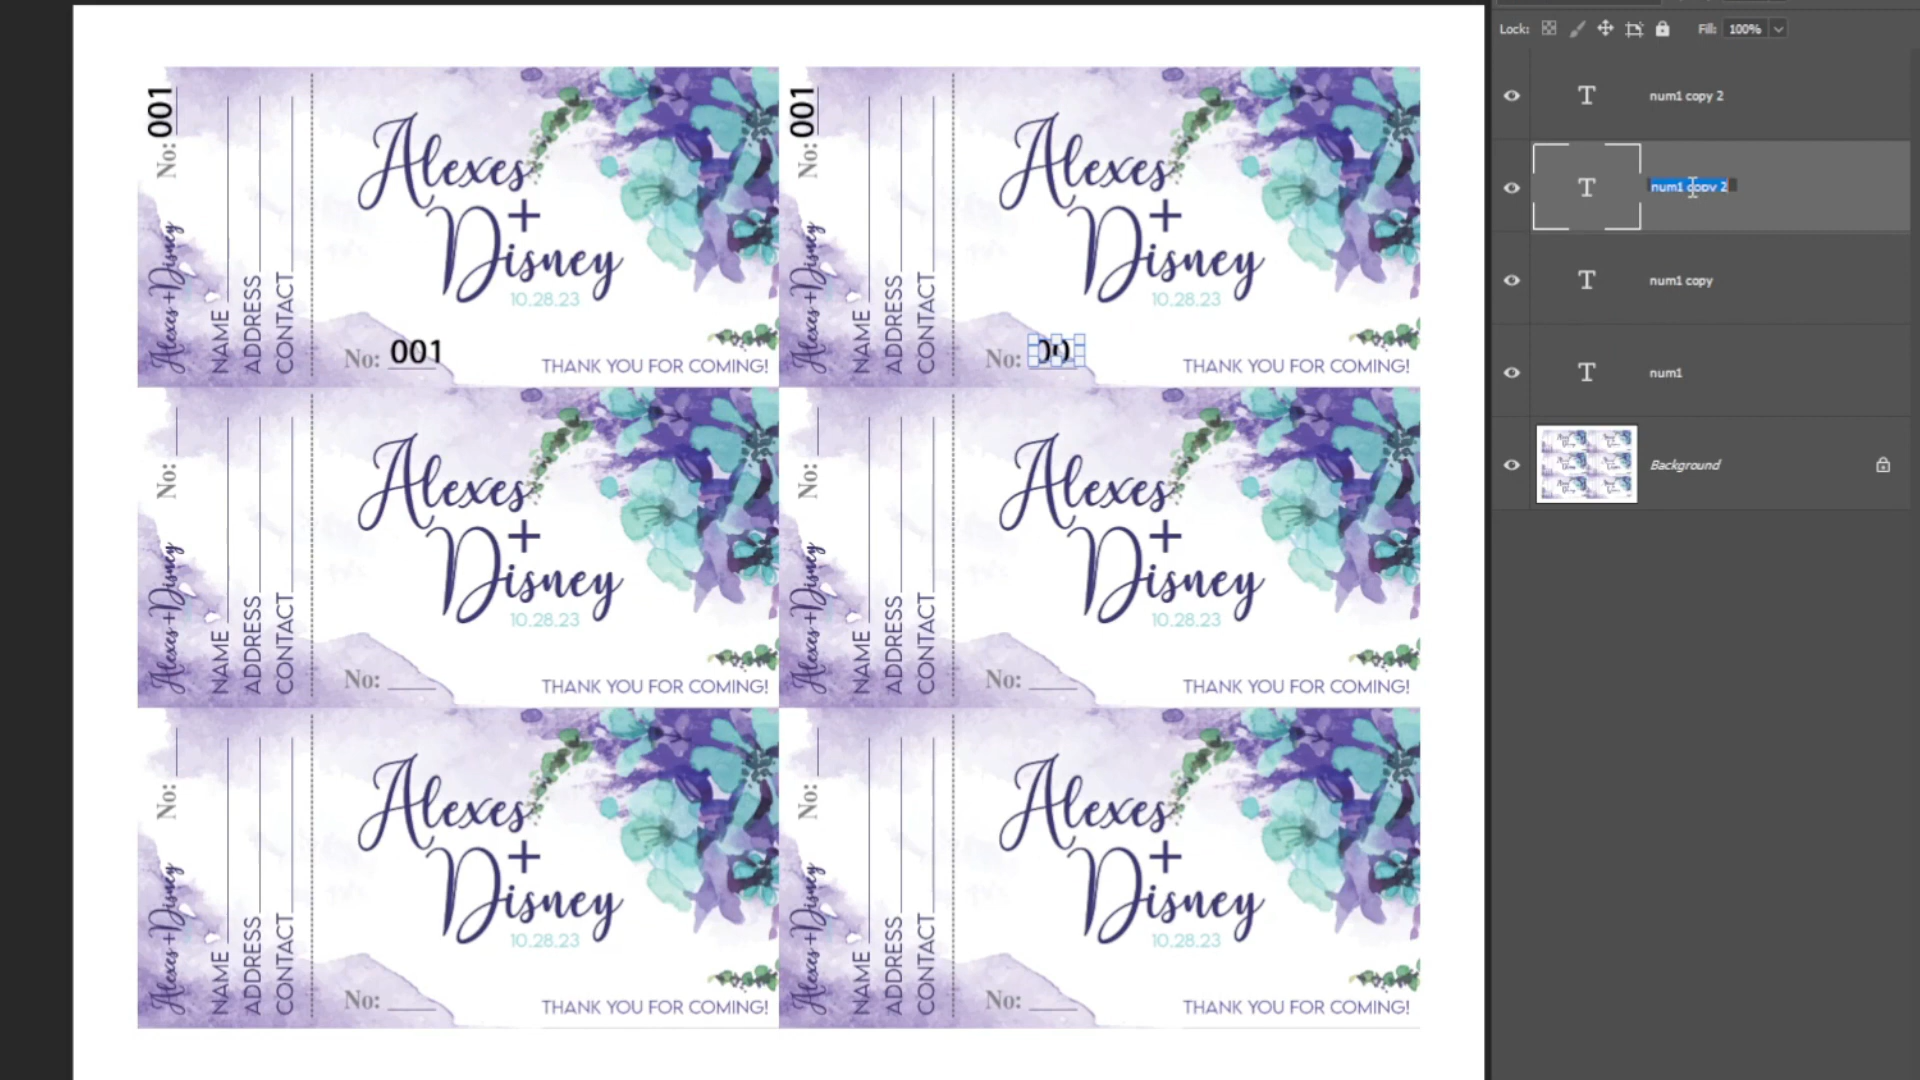 Lock:
Fill:
100%
No: 001
Alexes+Disney
NAME
ADDRESS
CONTACT
Alexes
+
Disney
10.28.23
No: 001
THANK YOU FOR COMING!
No: 001
Alexes+Disney
NAME
ADDRESS
CONTACT
Alexes
+
Disney
10.28.23
No:
THANK YOU FOR COMING!
No:
Alexes+Disney
NAME
ADDRESS
CONTACT
Alexes
+
Disney
10.28.23
No:
THANK YOU FOR COMING!
No:
Alexes+Disney
NAME
ADDRESS
CONTACT
Alexes
+
Disney
10.28.23
No:
THANK YOU FOR COMING!
No:
Alexes+Disney
NAME
ADDRESS
CONTACT
Alexes
+
Disney
10.28.23
No:
THANK YOU FOR COMING!
No:
Alexes+Disney
NAME
ADDRESS
CONTACT
Alexes
+
Disney
10.28.23
No:
THANK YOU FOR COMING!
T num1 copy 2
T num1 copy 2
T num1 copy
T num1
Background